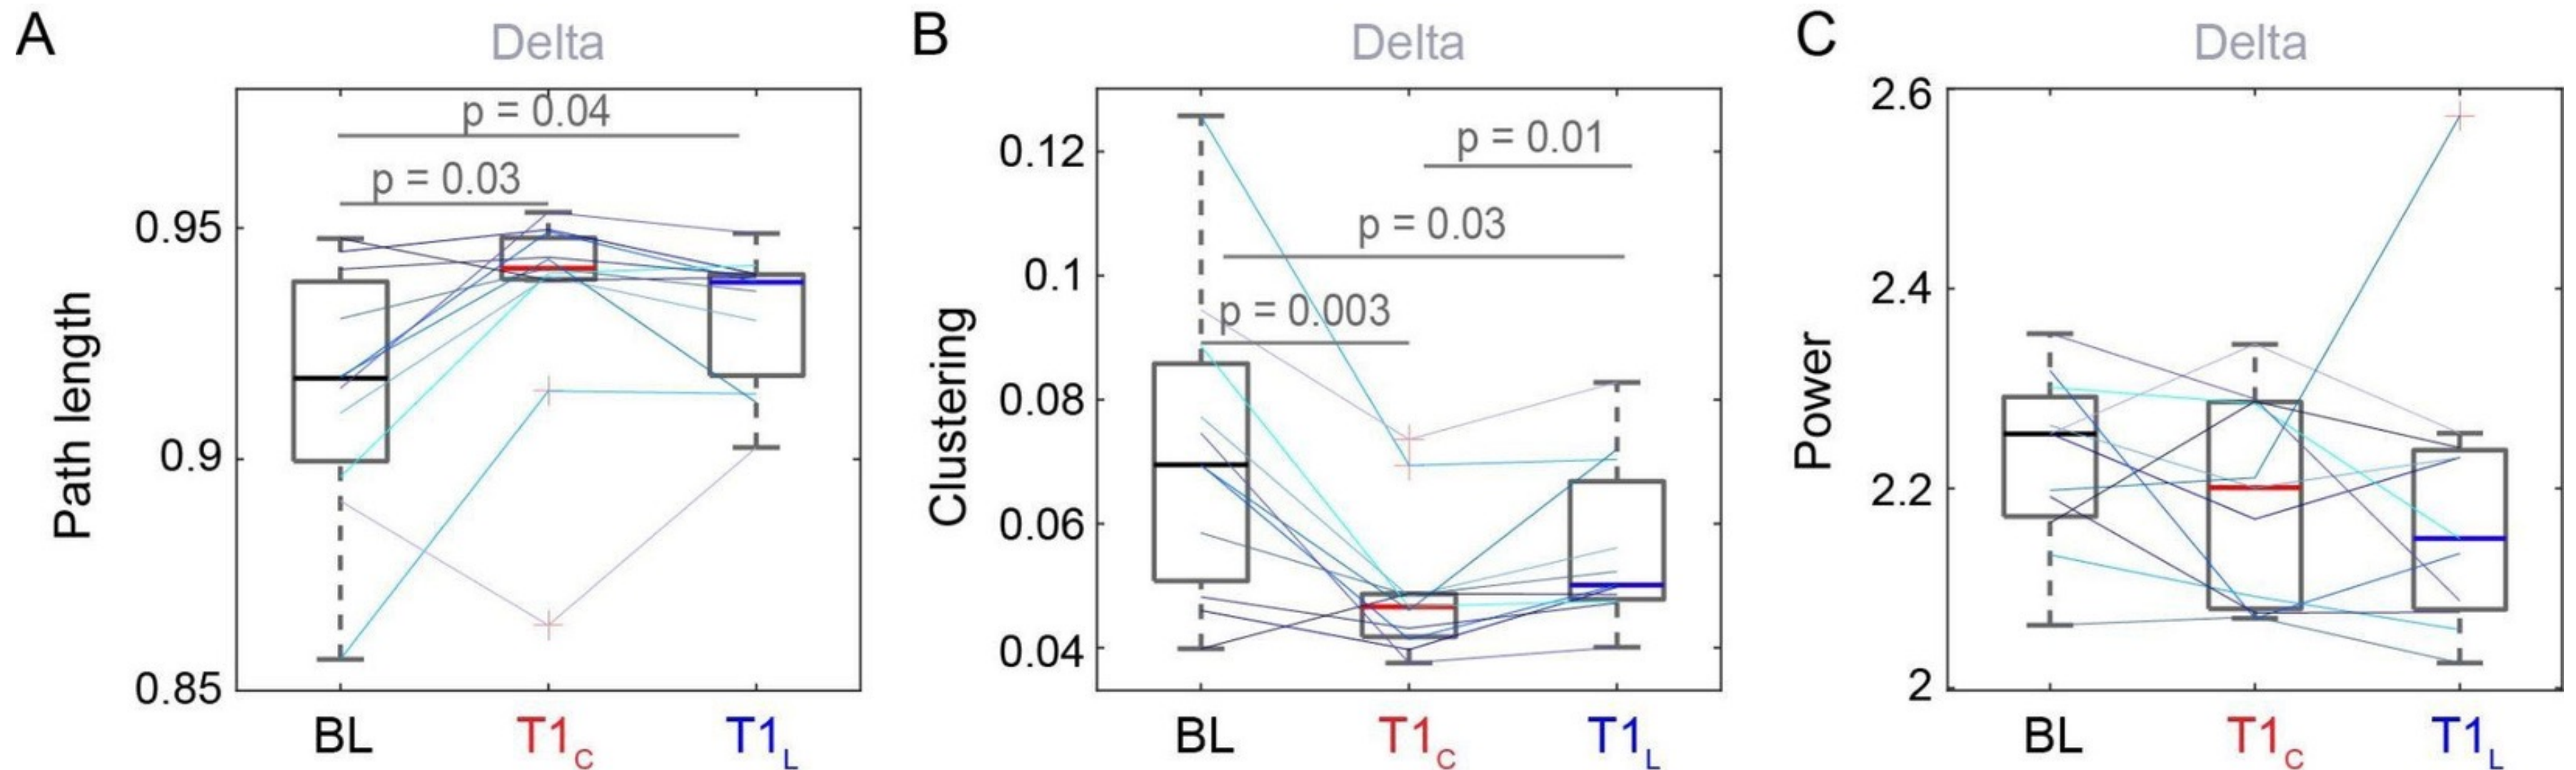 A
Delta
p = 0.04
p = 0.03
0.95
0.9
0.85
Path length
BL
T1C
T1L
B
Delta
p = 0.01
p = 0.03
p = 0.003
0.12
0.1
0.08
0.06
0.04
Clustering
BL
T1C
T1L
C
Delta
2.6
2.4
2.2
2
Power
BL
T1C
T1L